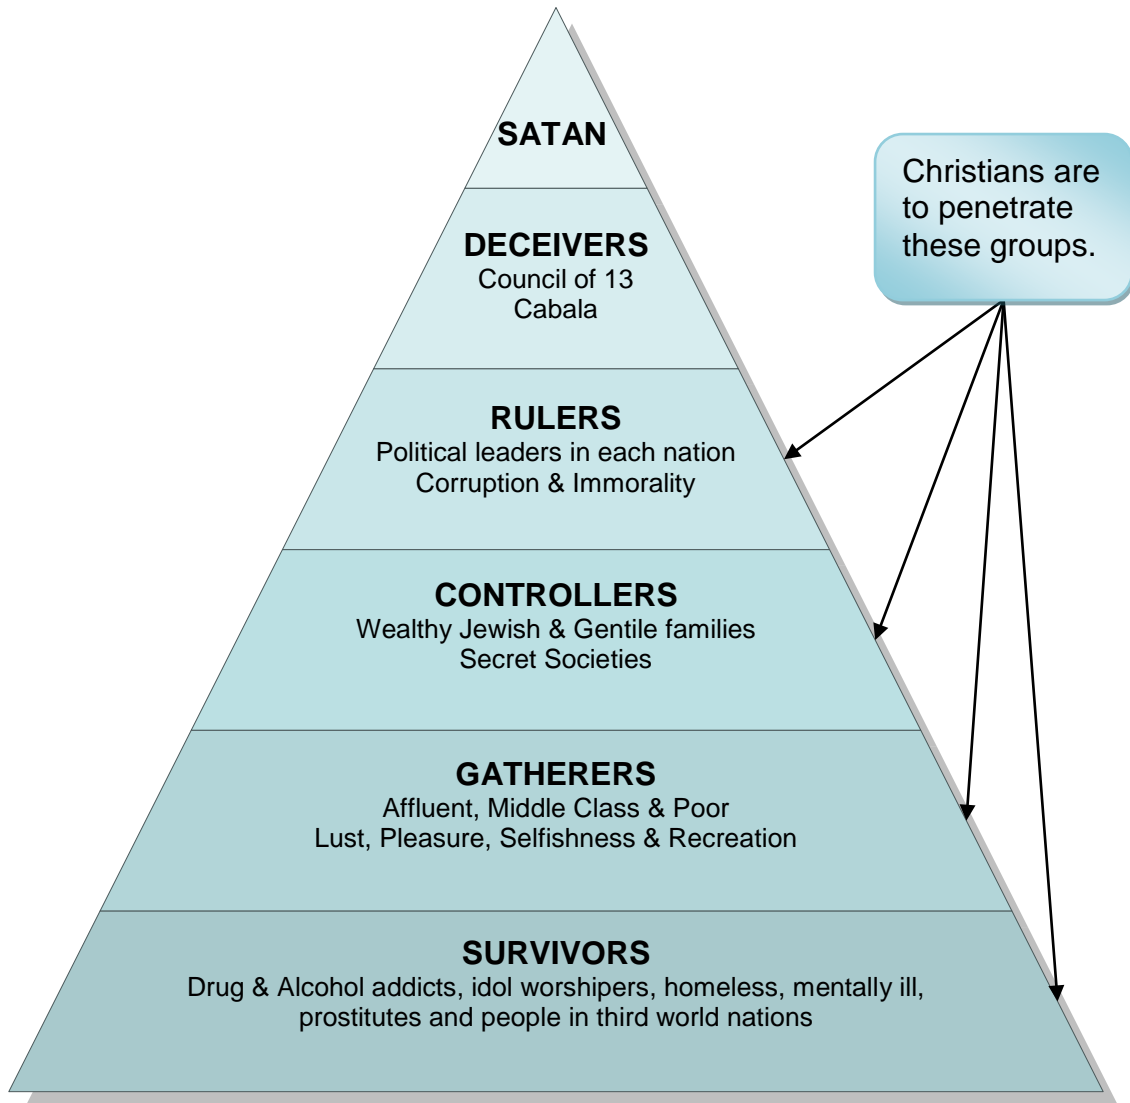 SATAN
Christians are
to penetrate
these groups.
DECEIVERS
Council of 13
Cabala
RULERS
Political leaders in each nation
Corruption & Immorality
CONTROLLERS
Wealthy Jewish & Gentile families
Secret Societies
GATHERERS
Affluent, Middle Class & Poor
Lust, Pleasure, Selfishness & Recreation
SURVIVORS
Drug & Alcohol addicts, idol worshipers, homeless, mentally ill,
prostitutes and people in third world nations